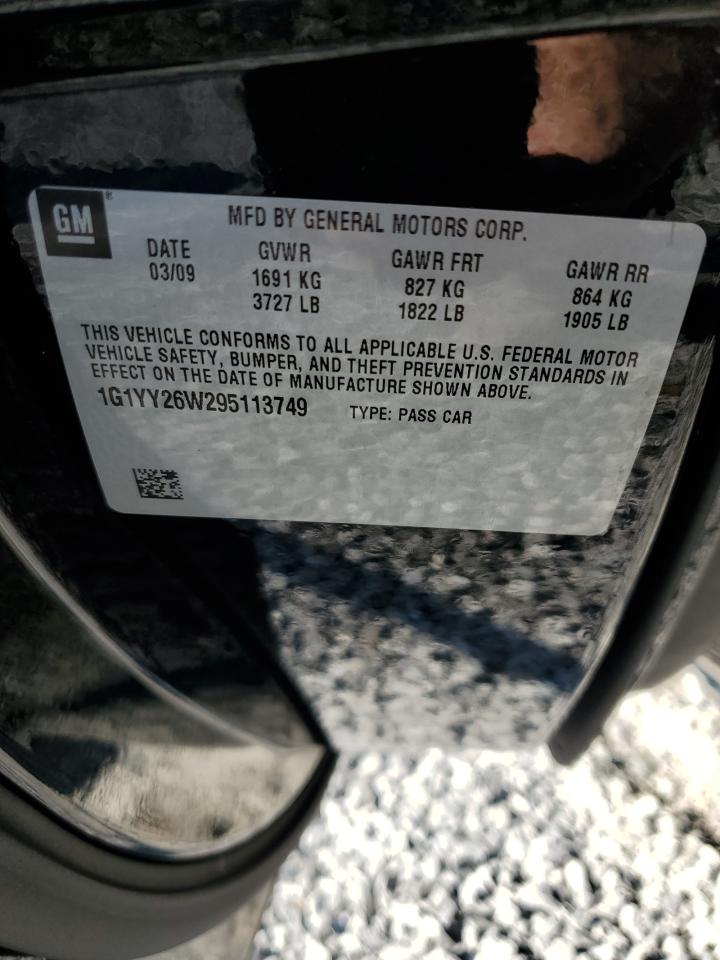 GM®
MFD BY GENERAL MOTORS CORP.
DATE GVWR GAWR FRT GAWR RR
03/09 1691 KG 827 KG 864 KG
3727 LB 1822 LB 1905 LB
THIS VEHICLE CONFORMS TO ALL APPLICABLE U.S. FEDERAL MOTOR
VEHICLE SAFETY, BUMPER, AND THEFT PREVENTION STANDARDS IN
EFFECT ON THE DATE OF MANUFACTURE SHOWN ABOVE.
1G1YY26W295113749 TYPE: PASS CAR